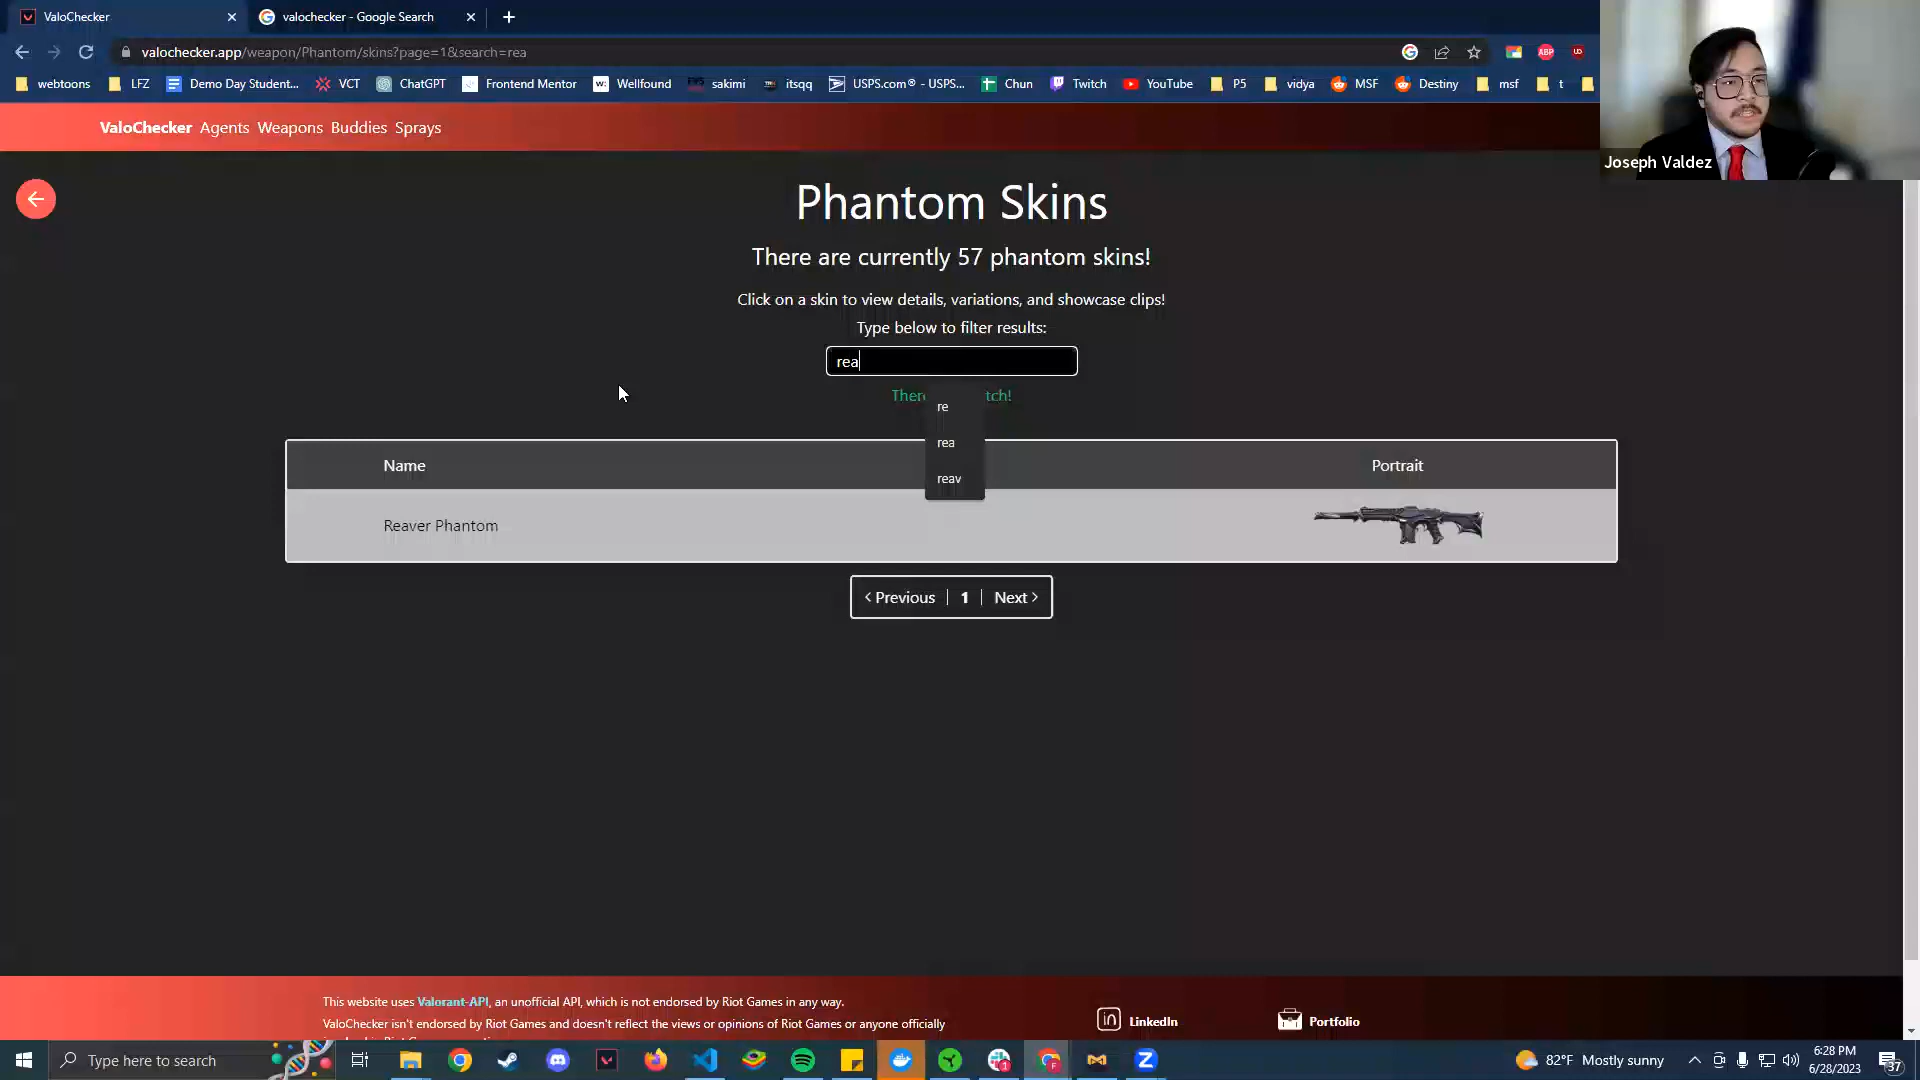 ValoChecker
valochecker - Google Search
valochecker.app/weapon/Phantom/skins?page=1&search=rea
webtoons
LFZ
Demo Day Student...
VCT
ChatGPT
Frontend Mentor
Wellfound
sakimi
itsqq
USPS.com® - USPS...
Chun
Twitch
YouTube
P5
vidya
MSF
Destiny
msf
t
ABP
Joseph Valdez
ValoChecker Agents Weapons Buddies Sprays
Phantom Skins
There are currently 57 phantom skins!
Click on a skin to view details, variations, and showcase clips!
Type below to filter results:
rea
There tch!
re
rea
reav
Name Portrait
Reaver Phantom
Previous 1 Next
This website uses Valorant-API, an unofficial API, which is not endorsed by Riot Games in any way.
ValoChecker isn't endorsed by Riot Games and doesn't reflect the views or opinions of Riot Games or anyone officially
LinkedIn
Portfolio
Type here to search
82°F Mostly sunny
6:28 PM
6/28/2023
37